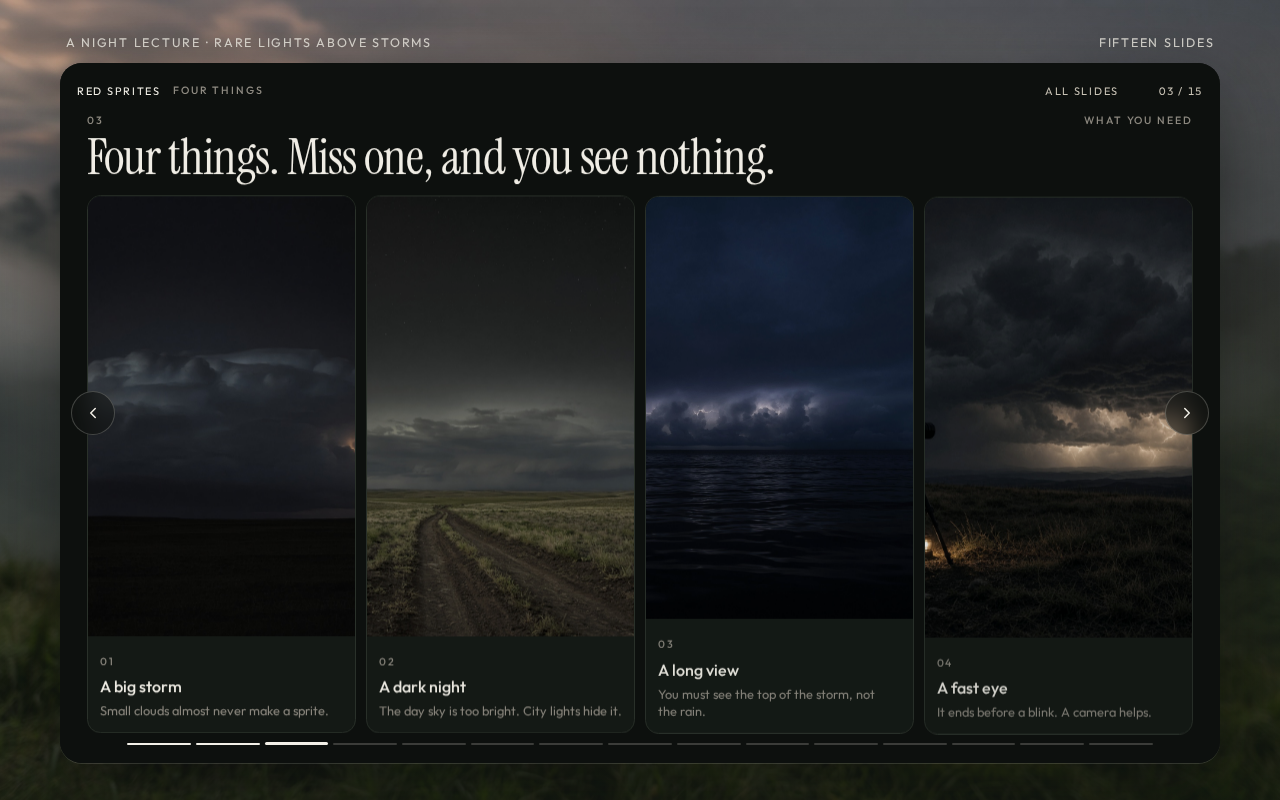 A NIGHT LECTURE · RARE LIGHTS ABOVE STORMS
FIFTEEN SLIDES
RED SPRITES
FOUR THINGS
ALL SLIDES
03 / 15
03
WHAT YOU NEED
Four things. Miss one, and you see nothing.
01
A big storm
Small clouds almost never make a sprite.
02
A dark night
The day sky is too bright. City lights hide it.
03
A long view
You must see the top of the storm, not
the rain.
04
A fast eye
It ends before a blink. A camera helps.